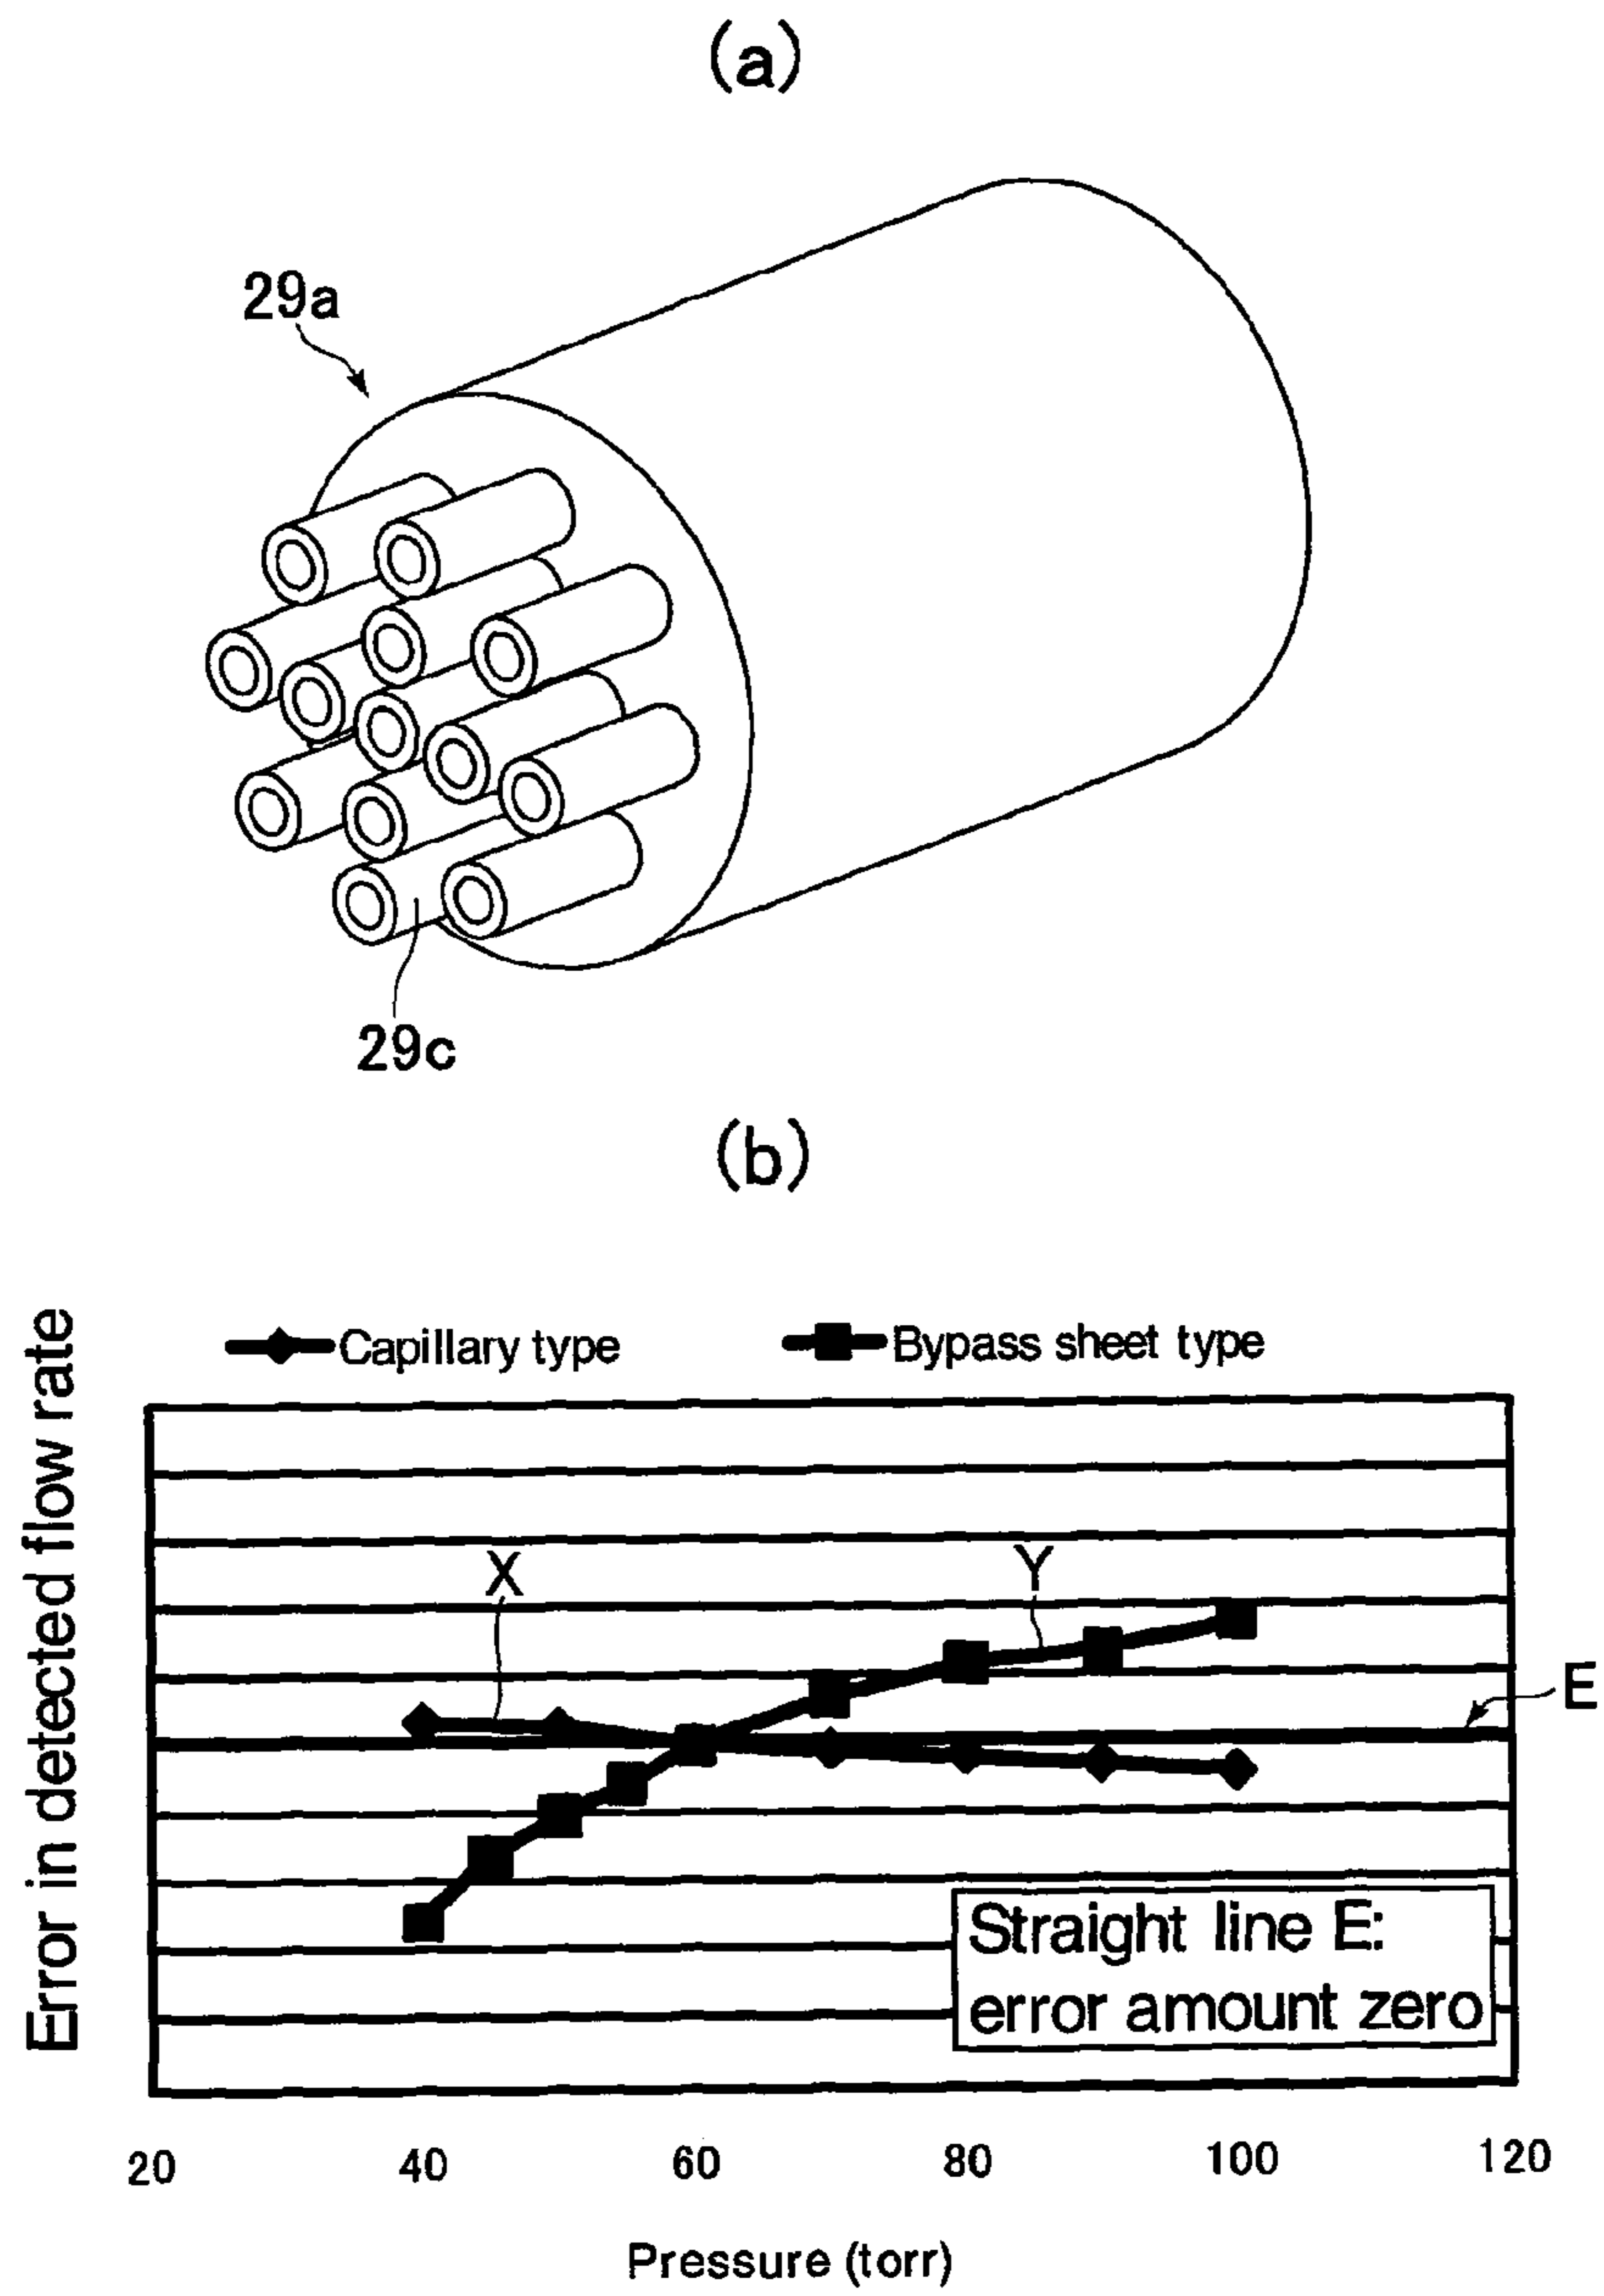 (a)
29a
29c
(b)
Error in detected flow rate
Capillary type
Bypass sheet type
X
Y
E
Straight line E:
error amount zero
20 40 60 80 100 120
Pressure (torr)